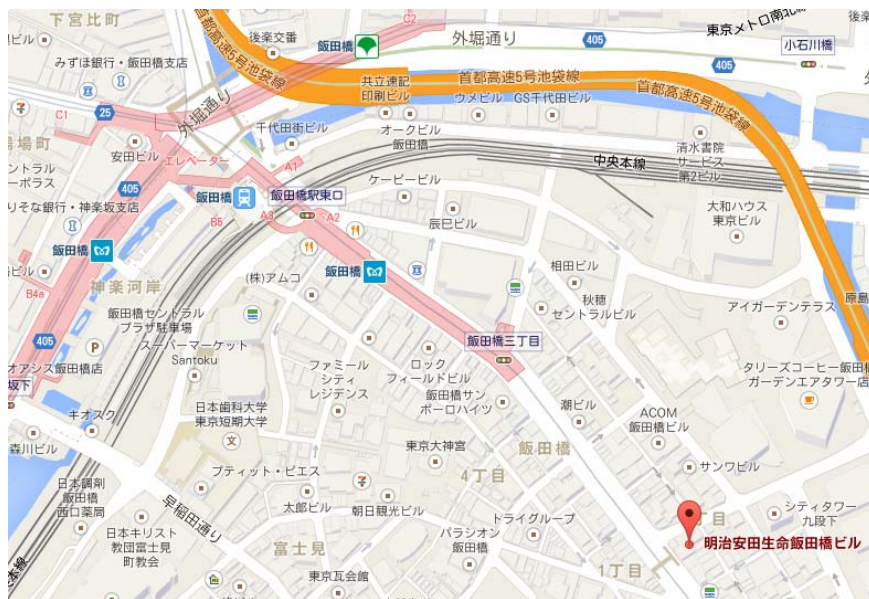 下宮比町
後楽交番
飯田橋
C2
外堀通り
405
東京メトロ南北線
小石川橋
みずほ銀行・飯田橋支店
首都高速5号池袋線
共立速記
印刷ビル
首都高速5号池袋線
首都高速5号池袋線
C1
25
外堀通り
ウメビル
GS千代田ビル
千代田街ビル
オークビル
飯田橋
安田ビル
エレベーター
A1
中央本線
清水書院
サービス
第2ビル
405
飯田橋
飯田橋駅東口
ケーピービル
りそな銀行・神楽坂支店
B5
A3
A2
辰巳ビル
大和ハウス
東京ビル
飯田橋
神楽河岸
(株)アムコ
飯田橋
相田ビル
B4a
秋穂
セントラルビル
アイガーデンテラス
飯田橋セントラル
プラザ駐車場
405
スーパーマーケット
Santoku
飯田橋三丁目
オアシス飯田橋店
P
坂下
ファミール
シティ
レジデンス
ロック
フィールドビル
タリーズコーヒー飯田橋
ガーデンエアタワー店
飯田橋サン
ポーロハイツ
キオスク
日本歯科大学
東京短期大学
文
潮ビル
ACOM
飯田橋ビル
森川ビル
東京大神宮
飯田橋
サンワビル
日本調剤
飯田橋
西口薬局
プティット・ピエス
4丁目
早稲田通り
太郎ビル
朝日観光ビル
トライグループ
丁目
シティタワー
九段下
日本キリスト
教団富士見
町教会
富士見
パラシオン
飯田橋
明治安田生命飯田橋ビル
東京瓦会館
1丁目